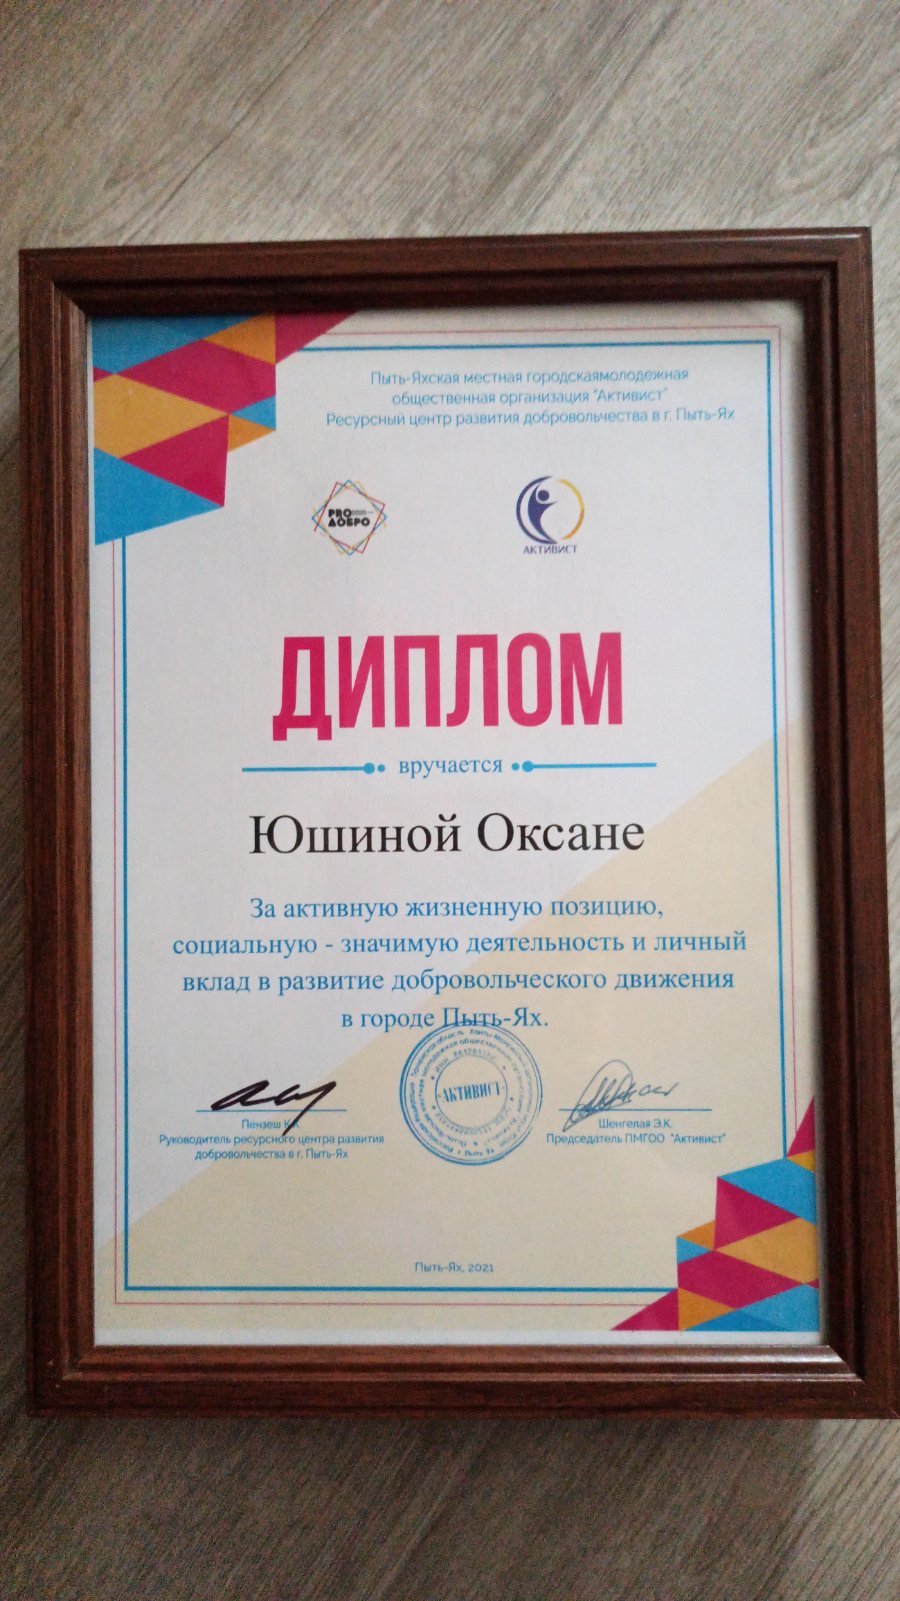 Пыть-Яхская местная городскаямолодежная
общественная организация "Активист"
Ресурсный центр развития добровольчества в г. Пыть-Ях
PRO
ДОБРО
АКТИВИСТ
ДИПЛОМ
вручается
Юшиной Оксане
За активную жизненную позицию,
социальную - значимую деятельность и личный
вклад в развитие добровольческого движения
в городе Пыть-Ях.
АКТИВИСТ
Пензеш К.К.
Руководитель ресурсного центра развития
добровольчества в г. Пыть-Ях
Шенгелая Э.К.
Председатель ПМГОО "Активист"
Пыть-Ях, 2021